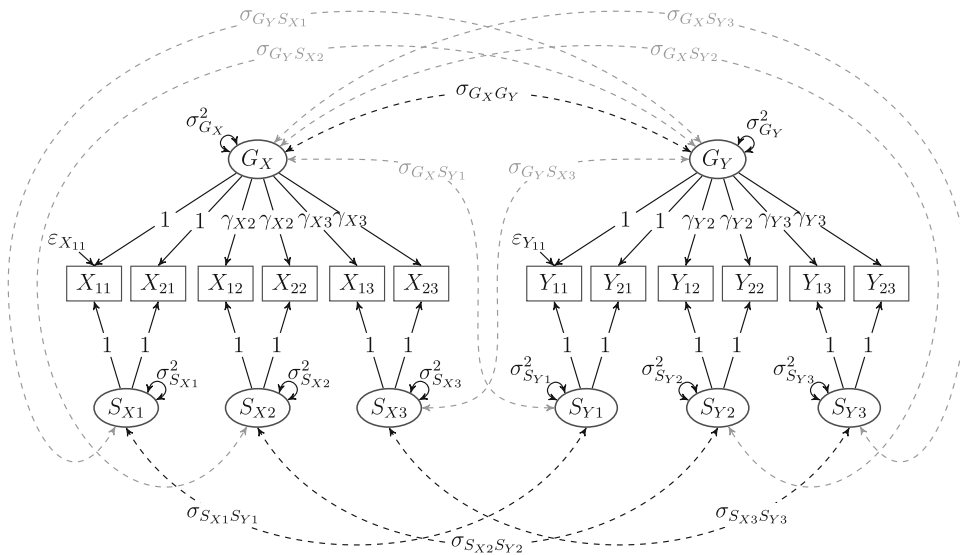 σ_{G_Y S_{X1}} σ_{G_X S_{Y3}}
σ_{G_Y S_{X2}} σ_{G_X S_{Y2}}
σ_{G_X G_Y}
σ²_{G_X} σ²_{G_Y}
G_X G_Y
σ_{G_X S_{Y1}} σ_{G_Y S_{X3}}
1 1 γ_{X2} γ_{X2} γ_{X3} γ_{X3} 1 1 γ_{Y2} γ_{Y2} γ_{Y3} γ_{Y3}
ε_{X_{11}} ε_{Y_{11}}
X_{11} X_{21} X_{12} X_{22} X_{13} X_{23} Y_{11} Y_{21} Y_{12} Y_{22} Y_{13} Y_{23}
1 1 1 1 1 1 1 1 1 1 1 1
σ²_{S_{X1}} σ²_{S_{X2}} σ²_{S_{X3}} σ²_{S_{Y1}} σ²_{S_{Y2}} σ²_{S_{Y3}}
S_{X1} S_{X2} S_{X3} S_{Y1} S_{Y2} S_{Y3}
σ_{S_{X1} S_{Y1}} σ_{S_{X3} S_{Y3}}
σ_{S_{X2} S_{Y2}}